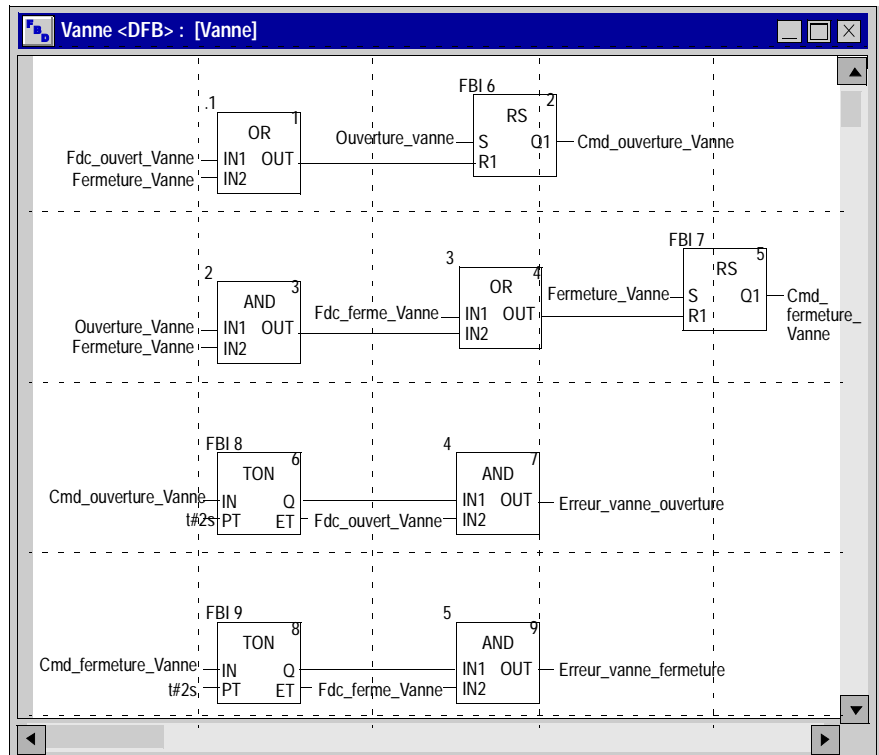 FBD Vanne <DFB> : [Vanne]
.1
1
OR
Fdc_ouvert_Vanne IN1 OUT
Fermeture_Vanne IN2
FBI 6
2
RS
Ouverture_vanne S Q1 Cmd_ouverture_Vanne
R1
2
3
AND
Ouverture_Vanne IN1 OUT
Fermeture_Vanne IN2
3
4
OR
Fdc_ferme_Vanne IN1 OUT
IN2
FBI 7
5
RS
Fermeture_Vanne S Q1 Cmd_
R1 fermeture_
Vanne
FBI 8
6
TON
Cmd_ouverture_Vanne IN Q
t#2s PT ET
4
7
AND
IN1 OUT Erreur_vanne_ouverture
Fdc_ouvert_Vanne IN2
FBI 9
8
TON
Cmd_fermeture_Vanne IN Q
t#2s PT ET
5
9
AND
IN1 OUT Erreur_vanne_fermeture
Fdc_ferme_Vanne IN2